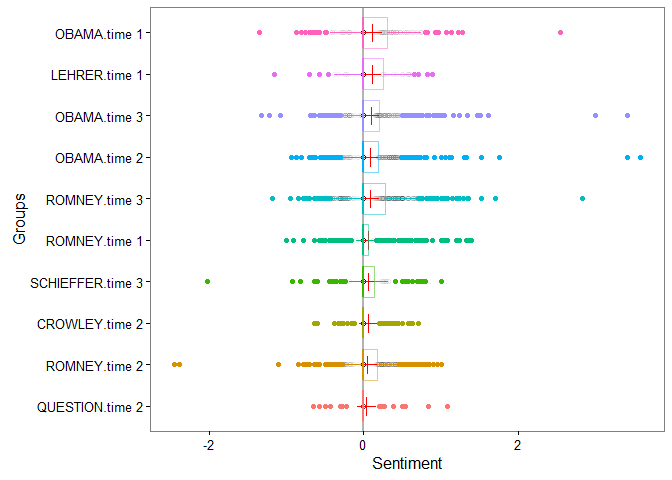 OBAMA.time 1
LEHRER.time 1
OBAMA.time 3
OBAMA.time 2
ROMNEY.time 3
ROMNEY.time 1
SCHIEFFER.time 3
CROWLEY.time 2
ROMNEY.time 2
QUESTION.time 2
Groups
-2 0 2
Sentiment